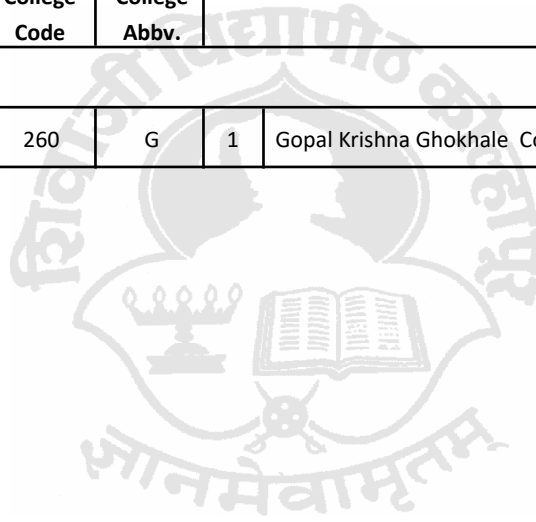 College College
Code Abbv.
260 G 1 Gopal Krishna Ghokhale Co
शिवाजी विद्यापीठ कोल्हापूर
ज्ञानमेवामृतम्